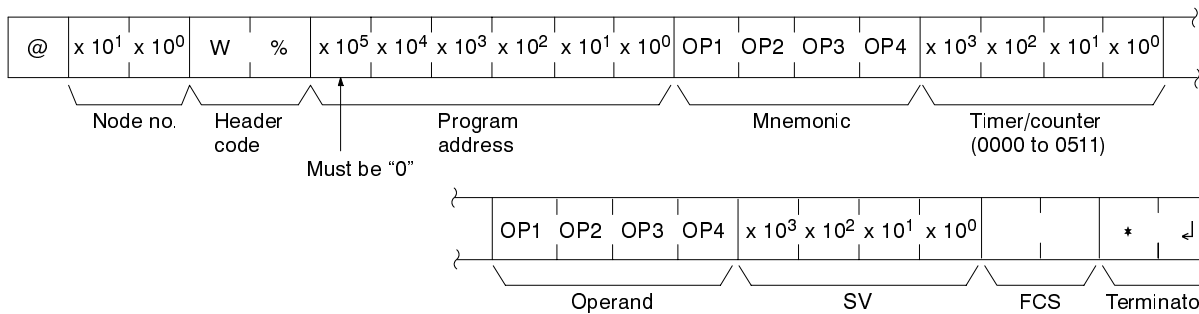 @ x 10¹ x 10⁰ W % x 10⁵ x 10⁴ x 10³ x 10² x 10¹ x 10⁰ OP1 OP2 OP3 OP4 x 10³ x 10² x 10¹ x 10⁰
Node no. Header Program Mnemonic Timer/counter
code address (0000 to 0511)
Must be “0”
OP1 OP2 OP3 OP4 x 10³ x 10² x 10¹ x 10⁰ * ↵
Operand SV FCS Terminato